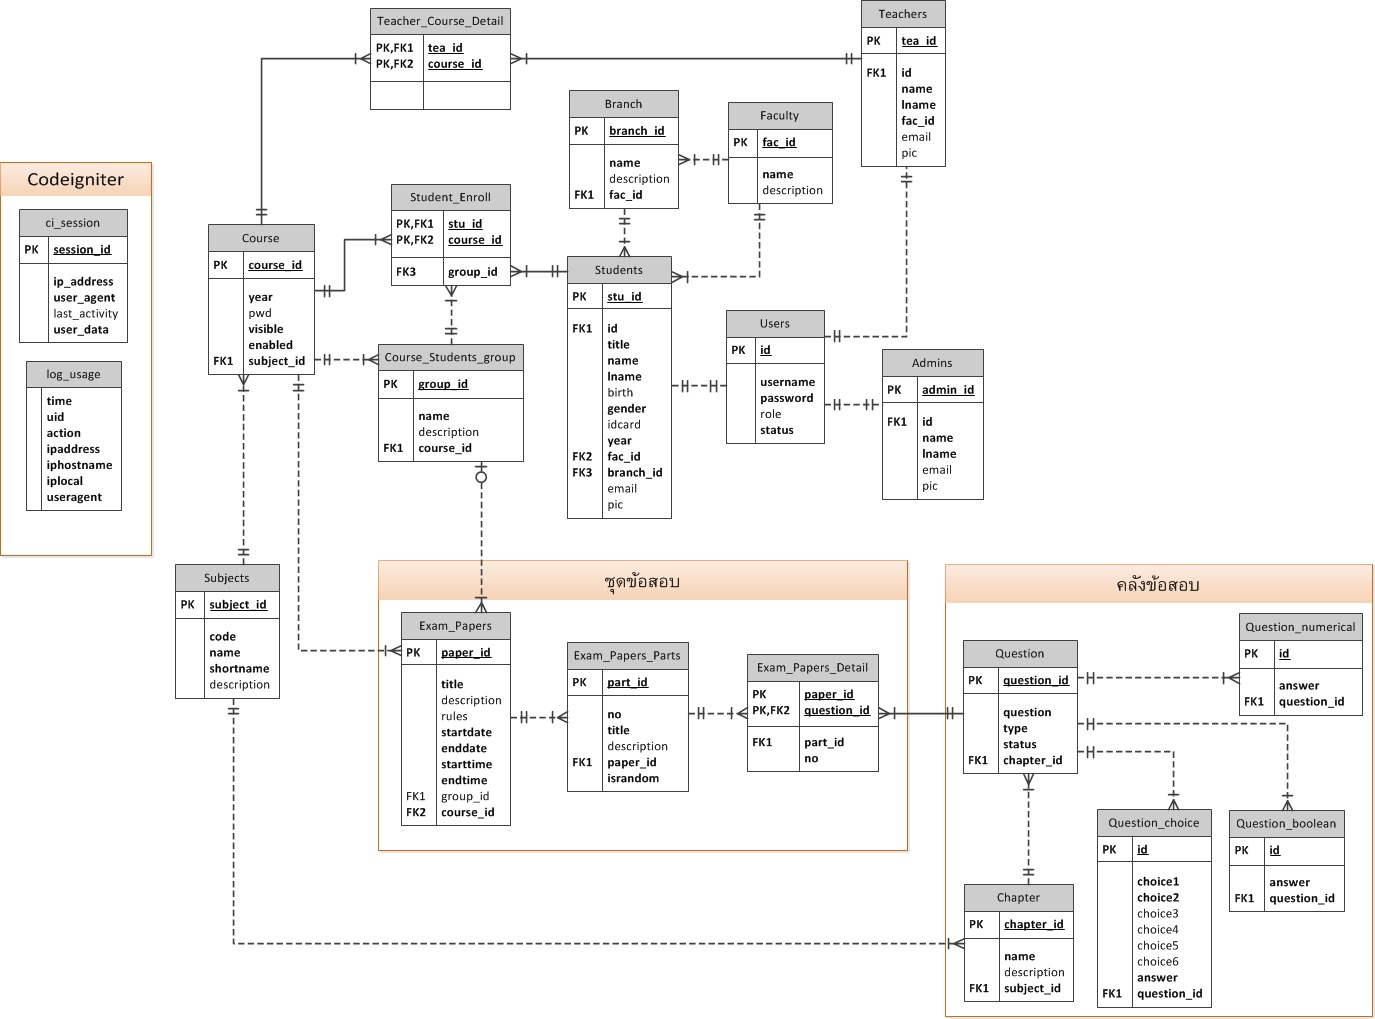 Teacher_Course_Detail
PK,FK1 tea_id
PK,FK2 course_id
Teachers
PK tea_id
FK1 id
name
lname
fac_id
email
pic
Branch
PK branch_id
name
description
FK1 fac_id
Faculty
PK fac_id
name
description
Codeigniter
ci_session
PK session_id
ip_address
user_agent
last_activity
user_data
log_usage
time
uid
action
ipaddress
iphostname
iplocal
useragent
Student_Enroll
PK,FK1 stu_id
PK,FK2 course_id
FK3 group_id
Course
PK course_id
year
pwd
visible
enabled
FK1 subject_id
Students
PK stu_id
FK1 id
title
name
lname
birth
gender
idcard
year
FK2 fac_id
FK3 branch_id
email
pic
Users
PK id
username
password
role
status
Admins
PK admin_id
FK1 id
name
lname
email
pic
Course_Students_group
PK group_id
name
description
FK1 course_id
Subjects
PK subject_id
code
name
shortname
description
ชุดข้อสอบ
Exam_Papers
PK paper_id
title
description
rules
startdate
enddate
starttime
endtime
FK1 group_id
FK2 course_id
Exam_Papers_Parts
PK part_id
no
title
description
FK1 paper_id
israndom
Exam_Papers_Detail
PK paper_id
PK,FK2 question_id
FK1 part_id
no
คลังข้อสอบ
Question
PK question_id
question
type
status
FK1 chapter_id
Question_numerical
PK id
answer
FK1 question_id
Question_choice
PK id
choice1
choice2
choice3
choice4
choice5
choice6
answer
FK1 question_id
Question_boolean
PK id
answer
FK1 question_id
Chapter
PK chapter_id
name
description
FK1 subject_id